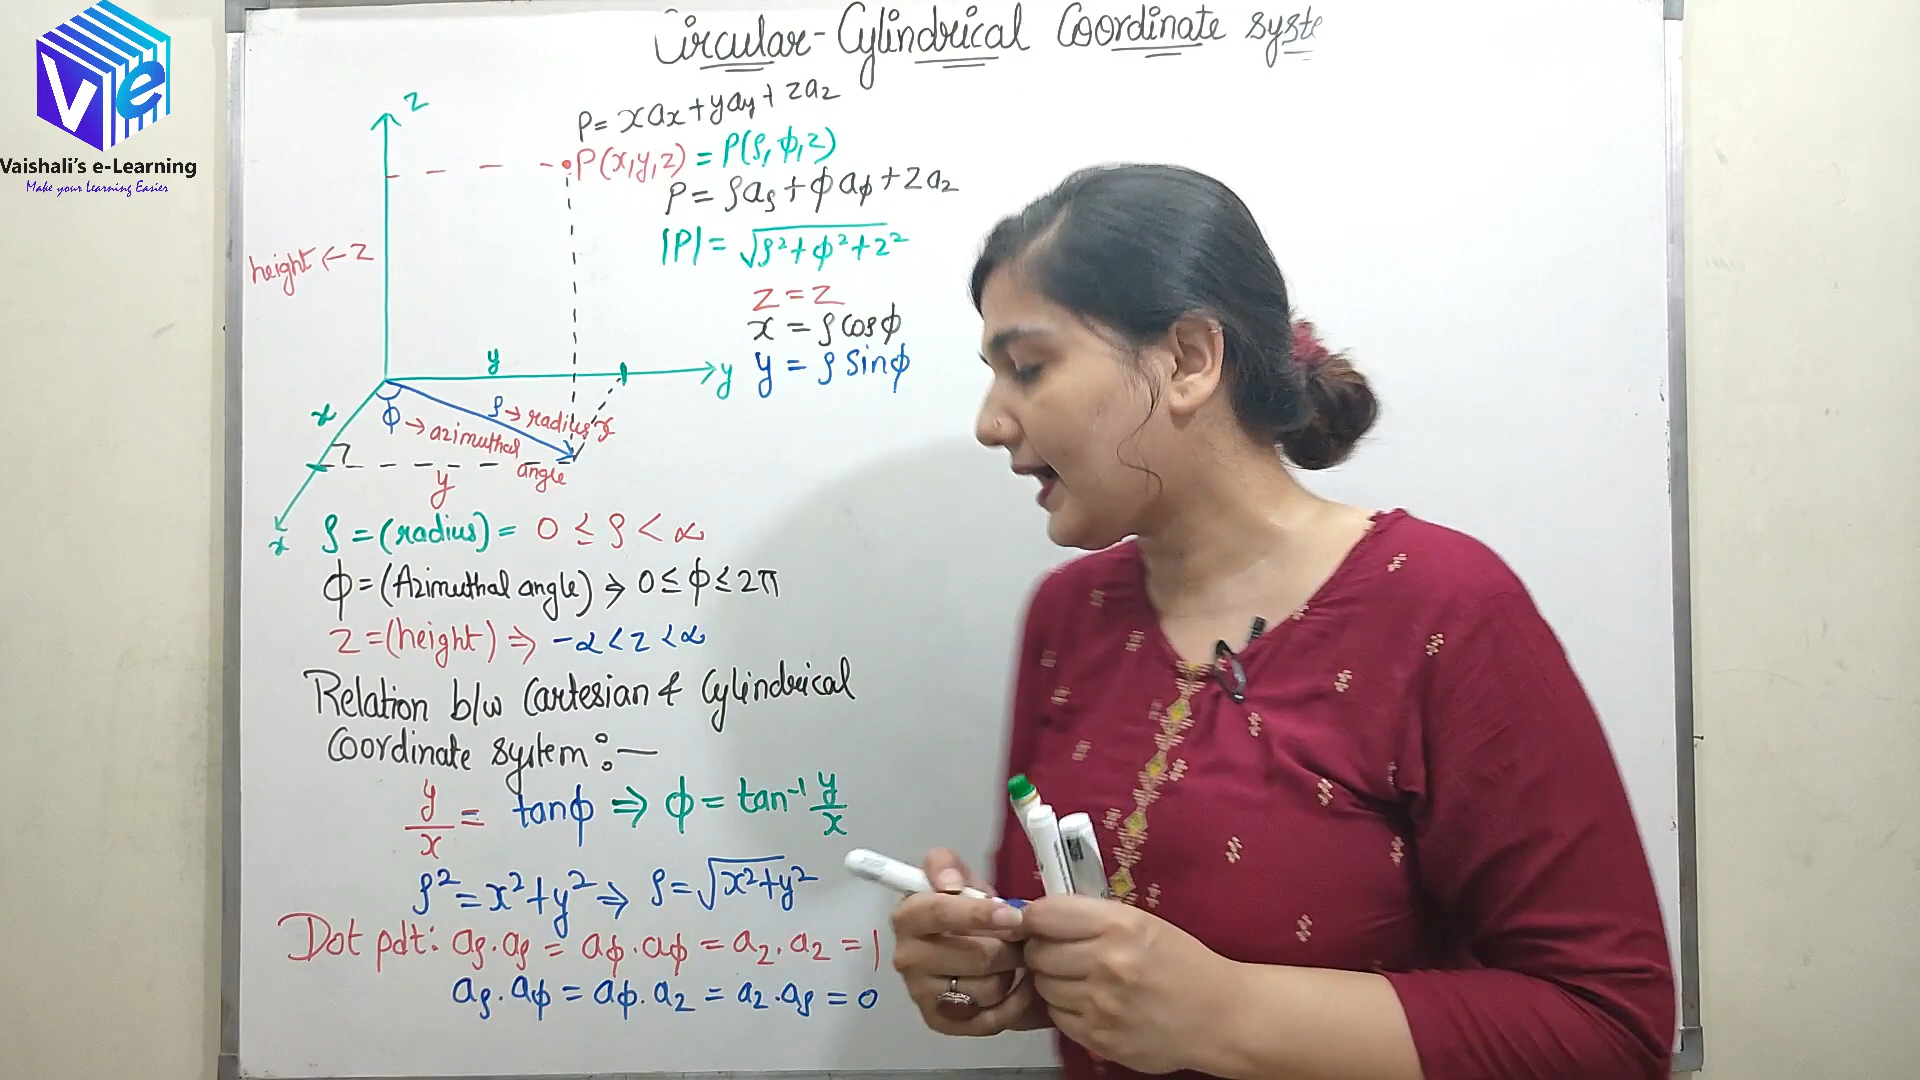 Circular-Cylindrical Coordinate syste
Ve
Vaishali's e-Learning
Make your Learning Easier
z
P = xax + yay + zaz
P(x,y,z) = P(ρ, ϕ, z)
P = ρaρ + ϕaϕ + zaz
|P| = √ρ²+ϕ²+z²
height ← z
z = z
x = ρ cosϕ
y = ρ sinϕ
y
y
x
ϕ → azimuthal angle
ρ → radius
x
y
x
ρ = (radius) = 0 ≤ ρ < ∝
ϕ = (Azimuthal angle) ⇒ 0 ≤ ϕ ≤ 2π
z = (height) ⇒ -∝ < z < ∝
Relation b/w Cartesian & Cylindrical
Coordinate system :—
y/x = tanϕ ⇒ ϕ = tan⁻¹ y/x
ρ² = x²+y² ⇒ ρ = √x²+y²
Dot pdt: aρ.aρ = aϕ.aϕ = az.az = 1
aρ.aϕ = aϕ.az = az.aρ = 0